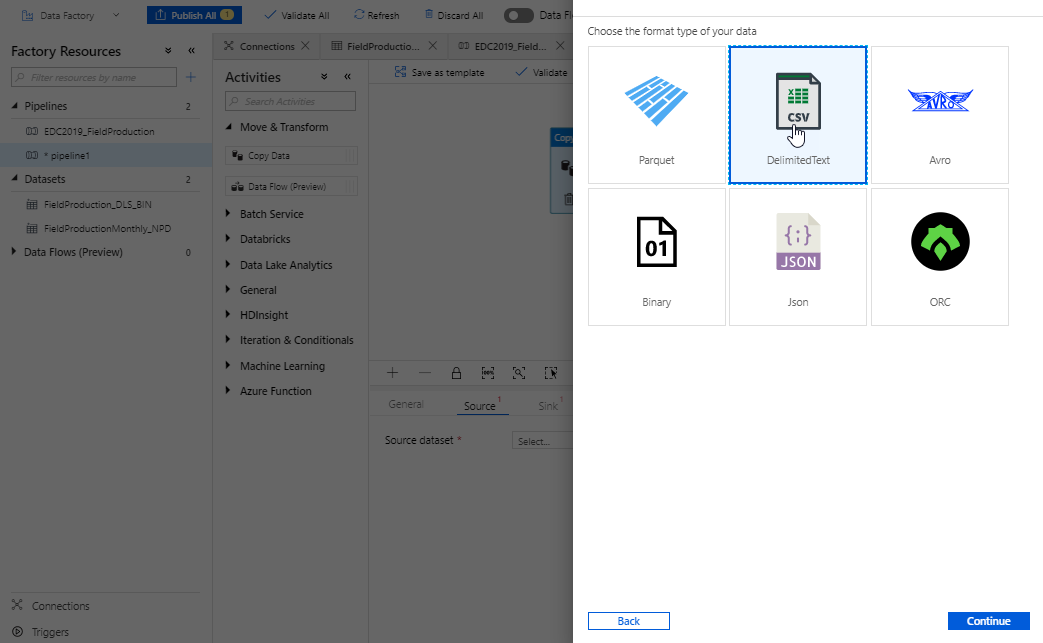 Data Factory
Publish All 1
Validate All
Refresh
Discard All
Data Fl
Factory Resources
Filter resources by name
Pipelines 2
EDC2019_FieldProduction
* pipeline1
Datasets 2
FieldProduction_DLS_BIN
FieldProductionMonthly_NPD
Data Flows (Preview) 0
Connections
Triggers
Connections
FieldProductio...
EDC2019_Field...
Activities
Search Activities
Move & Transform
Copy Data
Data Flow (Preview)
Batch Service
Databricks
Data Lake Analytics
General
HDInsight
Iteration & Conditionals
Machine Learning
Azure Function
Save as template
Validate
Copy
100%
General
Source 1
Sink 1
Source dataset *
Select...
Choose the format type of your data
Parquet
CSV
DelimitedText
AVRO
Avro
01
Binary
{;}
JSON
Json
ORC
Back
Continue